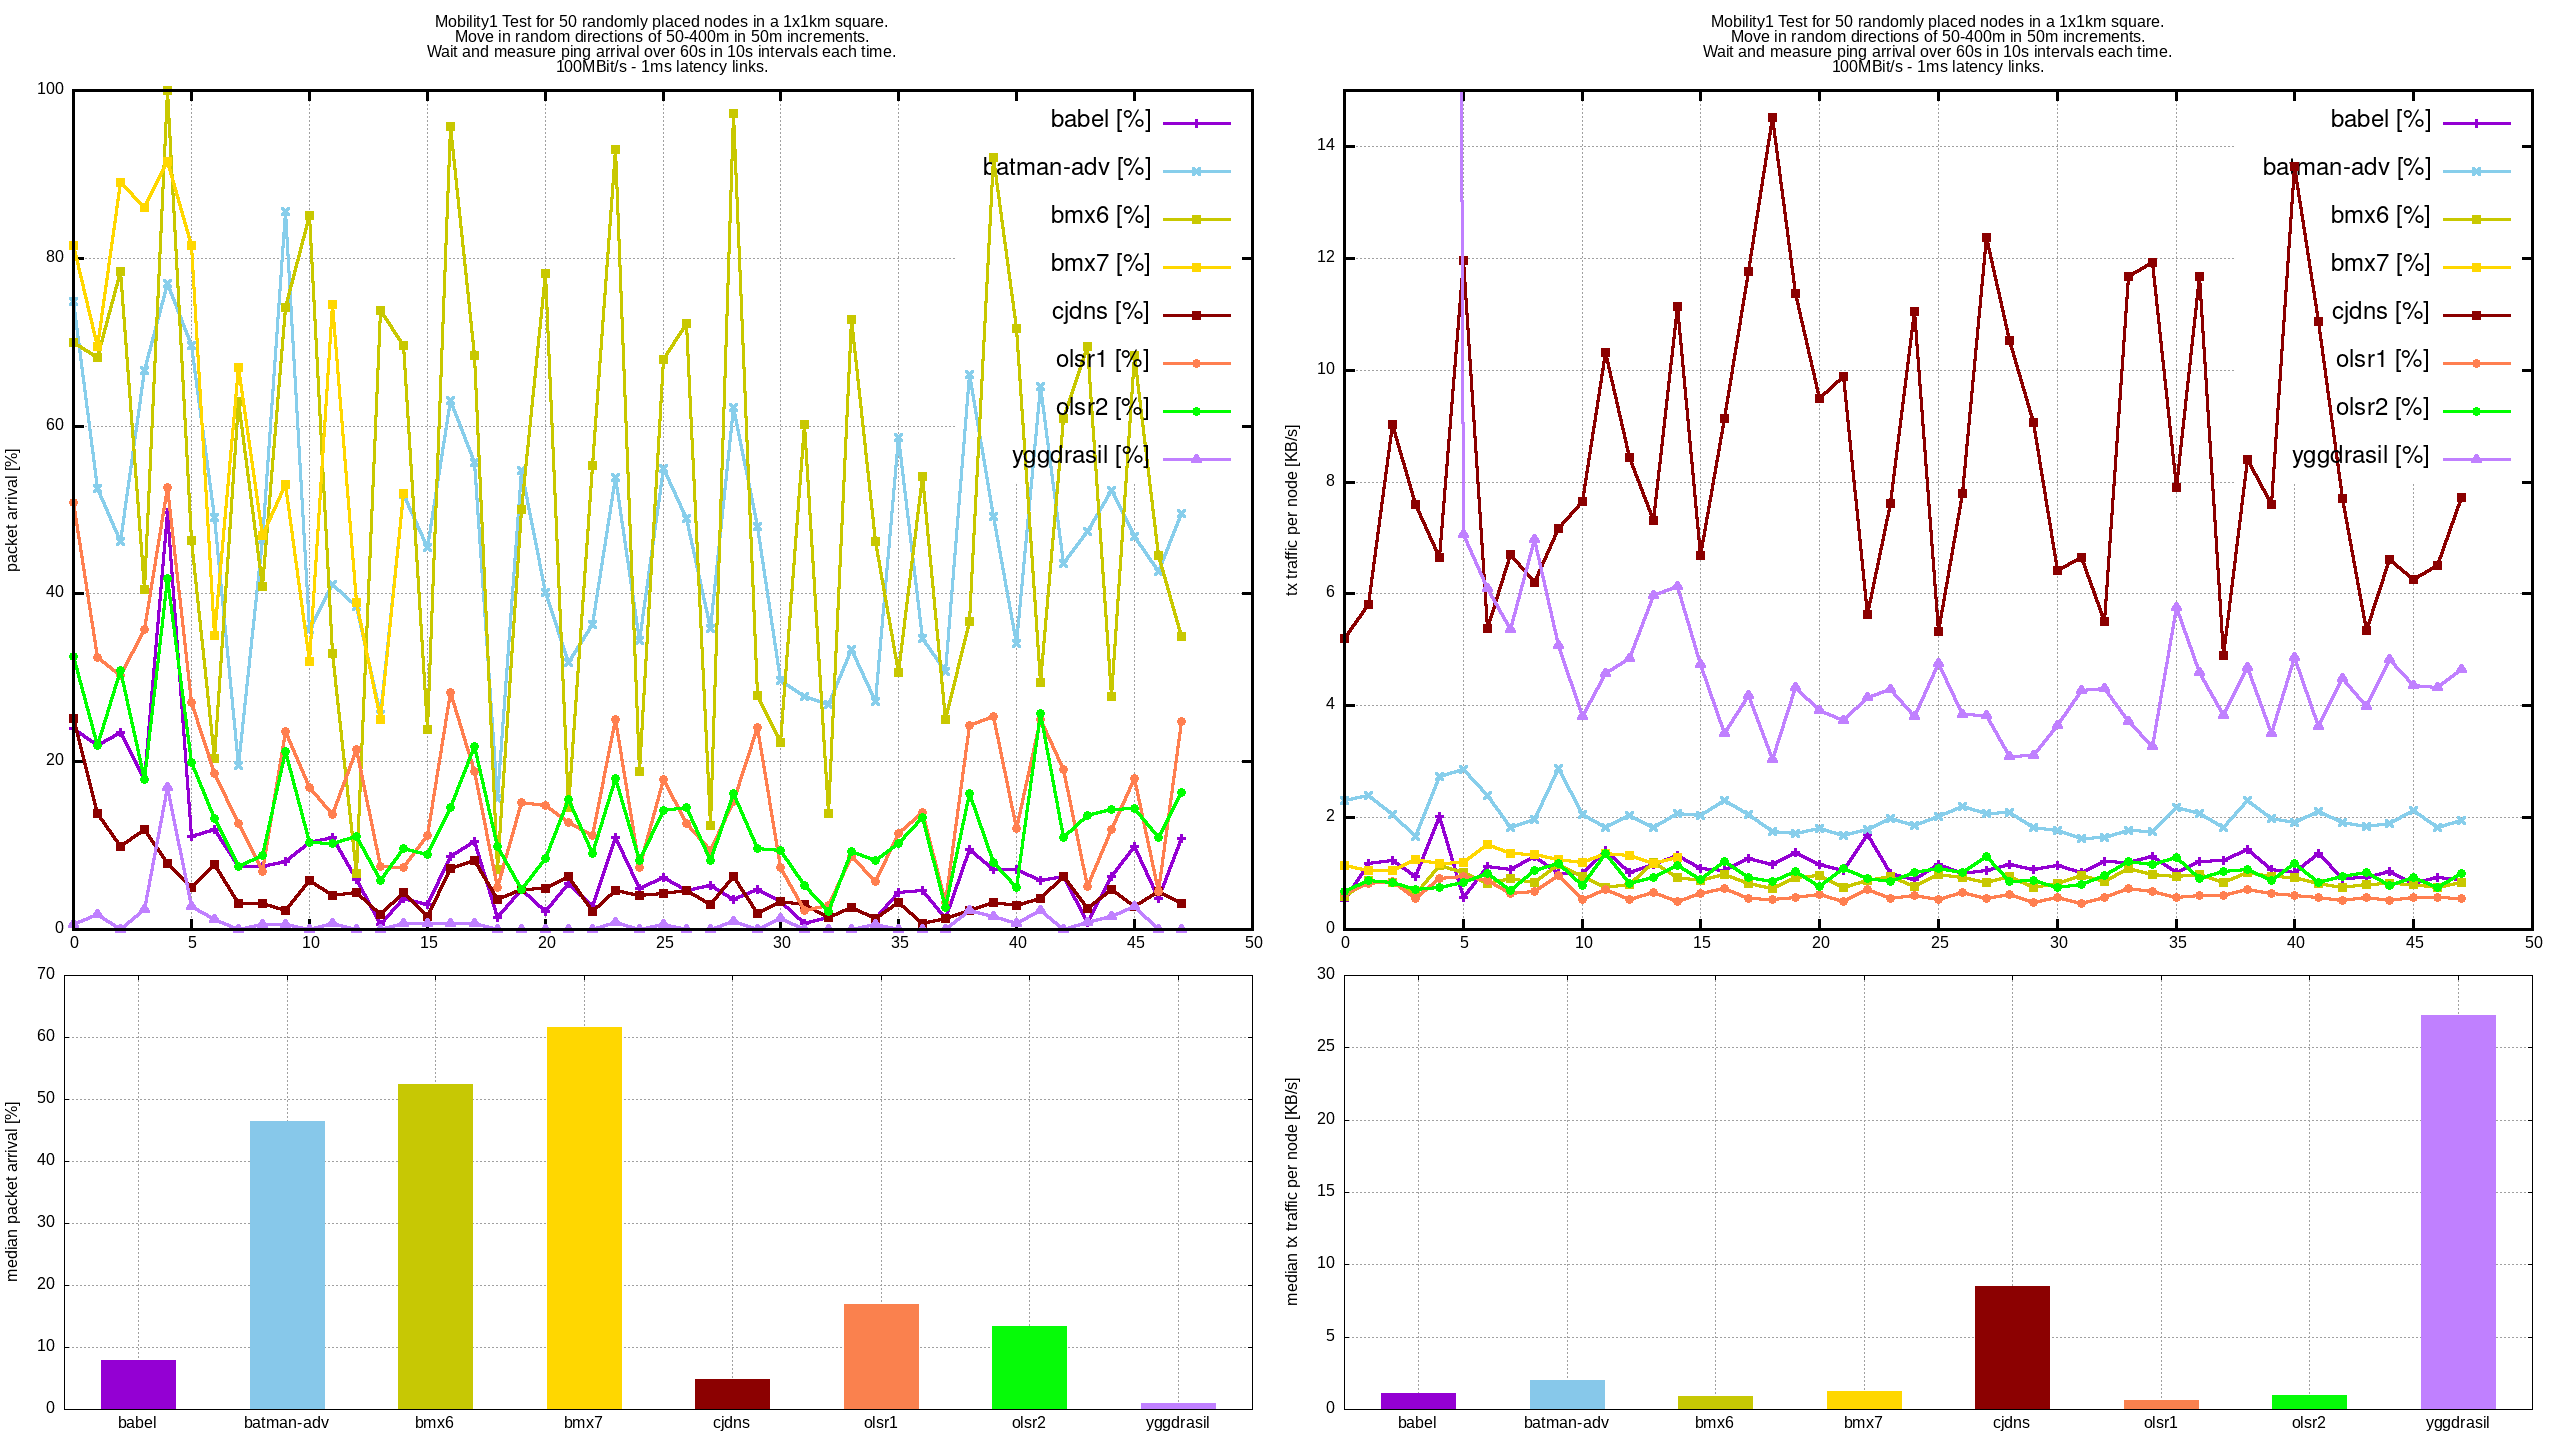 Mobility1 Test for 50 randomly placed nodes in a 1x1km square.
Move in random directions of 50-400m in 50m increments.
Wait and measure ping arrival over 60s in 10s intervals each time.
100MBit/s - 1ms latency links.
packet arrival [%]
100
80
60
40
20
0
0 5 10 15 20 25 30 35 40 45 50
babel [%]
batman-adv [%]
bmx6 [%]
bmx7 [%]
cjdns [%]
olsr1 [%]
olsr2 [%]
yggdrasil [%]
Mobility1 Test for 50 randomly placed nodes in a 1x1km square.
Move in random directions of 50-400m in 50m increments.
Wait and measure ping arrival over 60s in 10s intervals each time.
100MBit/s - 1ms latency links.
tx traffic per node [KB/s]
14
12
10
8
6
4
2
0
0 5 10 15 20 25 30 35 40 45 50
babel [%]
batman-adv [%]
bmx6 [%]
bmx7 [%]
cjdns [%]
olsr1 [%]
olsr2 [%]
yggdrasil [%]
median packet arrival [%]
70
60
50
40
30
20
10
0
babel batman-adv bmx6 bmx7 cjdns olsr1 olsr2 yggdrasil
median tx traffic per node [KB/s]
30
25
20
15
10
5
0
babel batman-adv bmx6 bmx7 cjdns olsr1 olsr2 yggdrasil